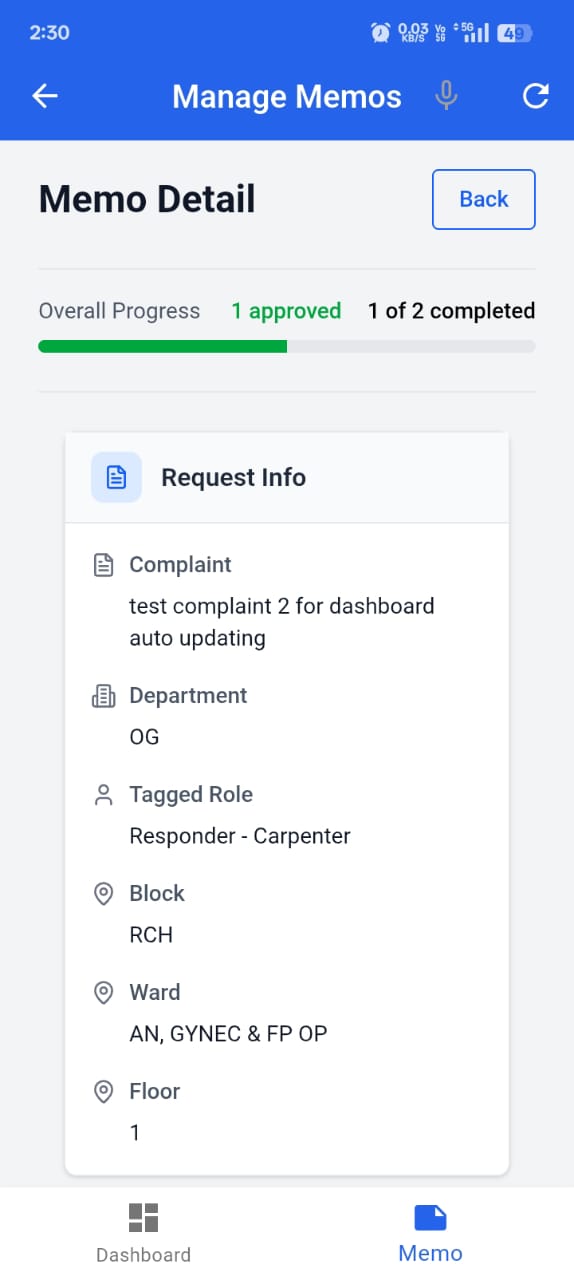 2:30
0.03 KB/S
Vo 5G
5G
49
Manage Memos
Memo Detail
Back
Overall Progress 1 approved 1 of 2 completed
Request Info
Complaint
test complaint 2 for dashboard
auto updating
Department
OG
Tagged Role
Responder - Carpenter
Block
RCH
Ward
AN, GYNEC & FP OP
Floor
1
Dashboard
Memo